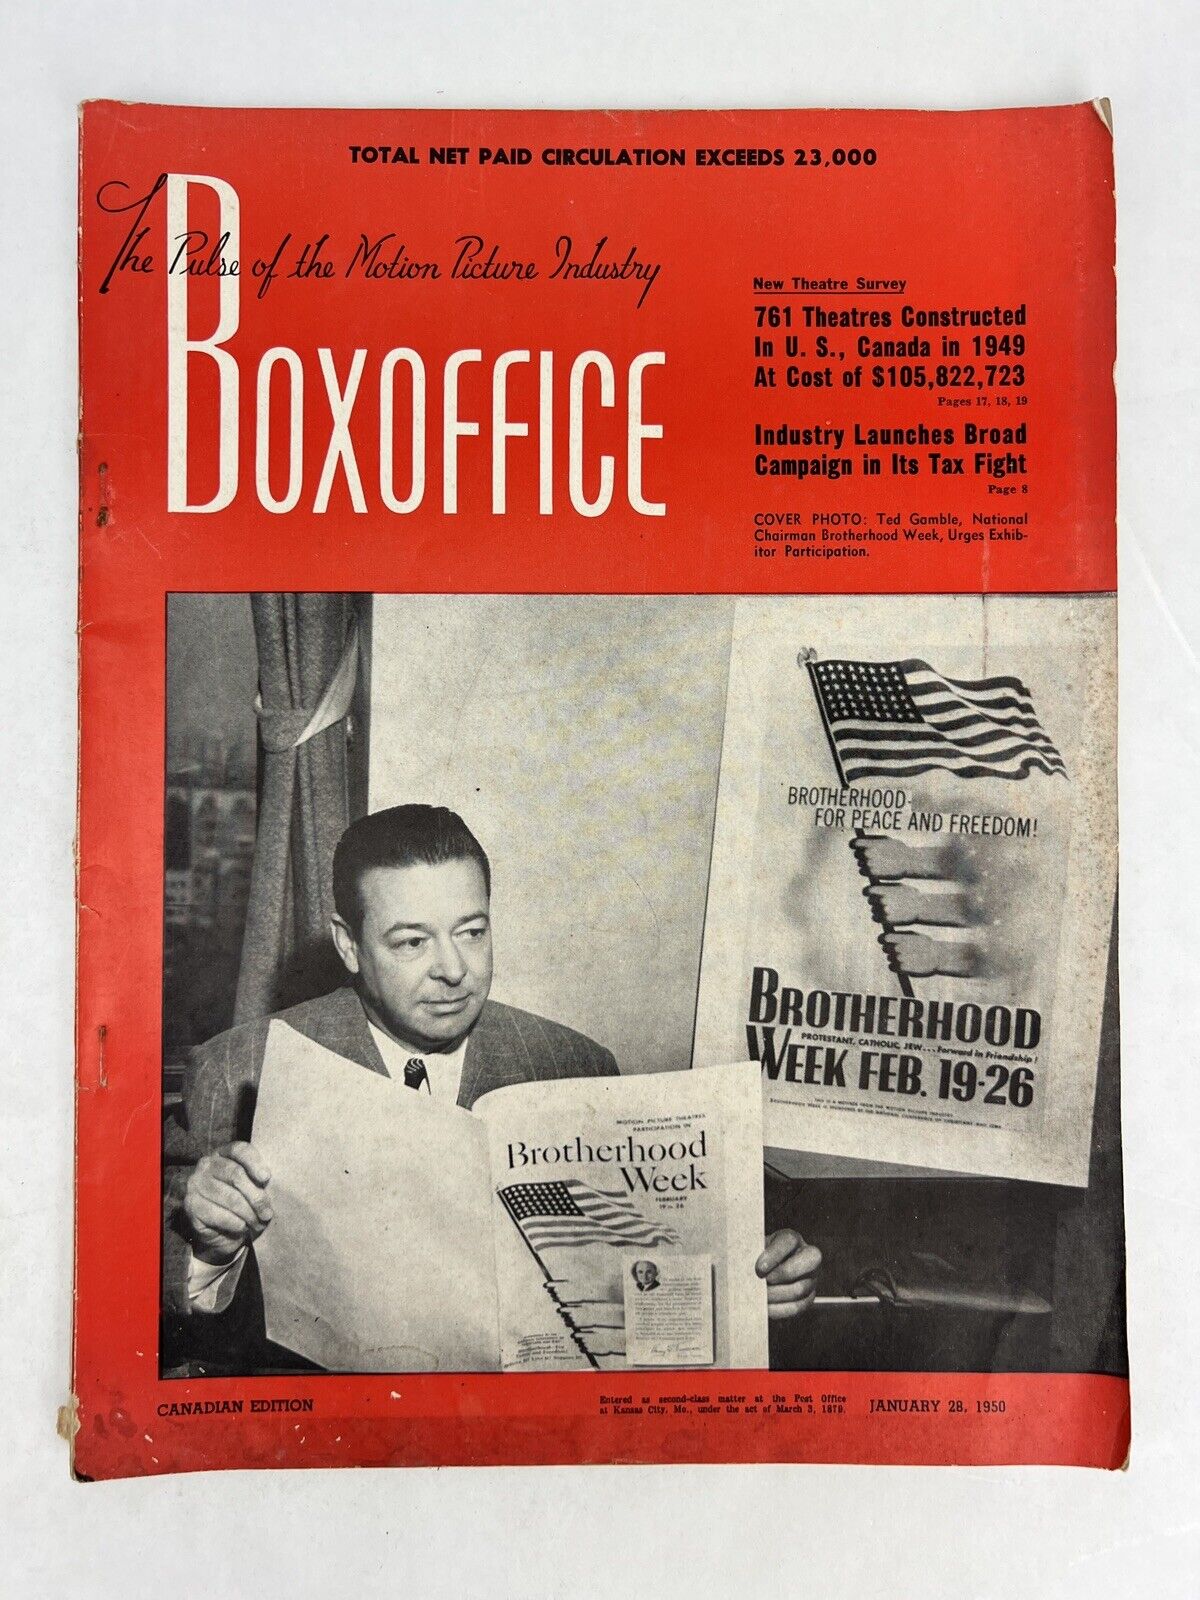 TOTAL NET PAID CIRCULATION EXCEEDS 23,000
The Pulse of the Motion Picture Industry
BOXOFFICE
New Theatre Survey
761 Theatres Constructed
In U. S., Canada in 1949
At Cost of $105,822,723
Pages 17, 18, 19
Industry Launches Broad
Campaign in Its Tax Fight
Page 8
COVER PHOTO: Ted Gamble, National
Chairman Brotherhood Week, Urges Exhib-
itor Participation.
BROTHERHOOD-
FOR PEACE AND FREEDOM!
BROTHERHOOD
PROTESTANT, CATHOLIC, JEW...Forward in Friendship!
WEEK FEB. 19-26
MOTION PICTURE THEATRES
PARTICIPATION IN
Brotherhood
Week
FEBRUARY
19 to 26
CANADIAN EDITION
Entered as second-class matter at the Post Office
at Kansas City, Mo., under the act of March 3, 1879.
JANUARY 28, 1950